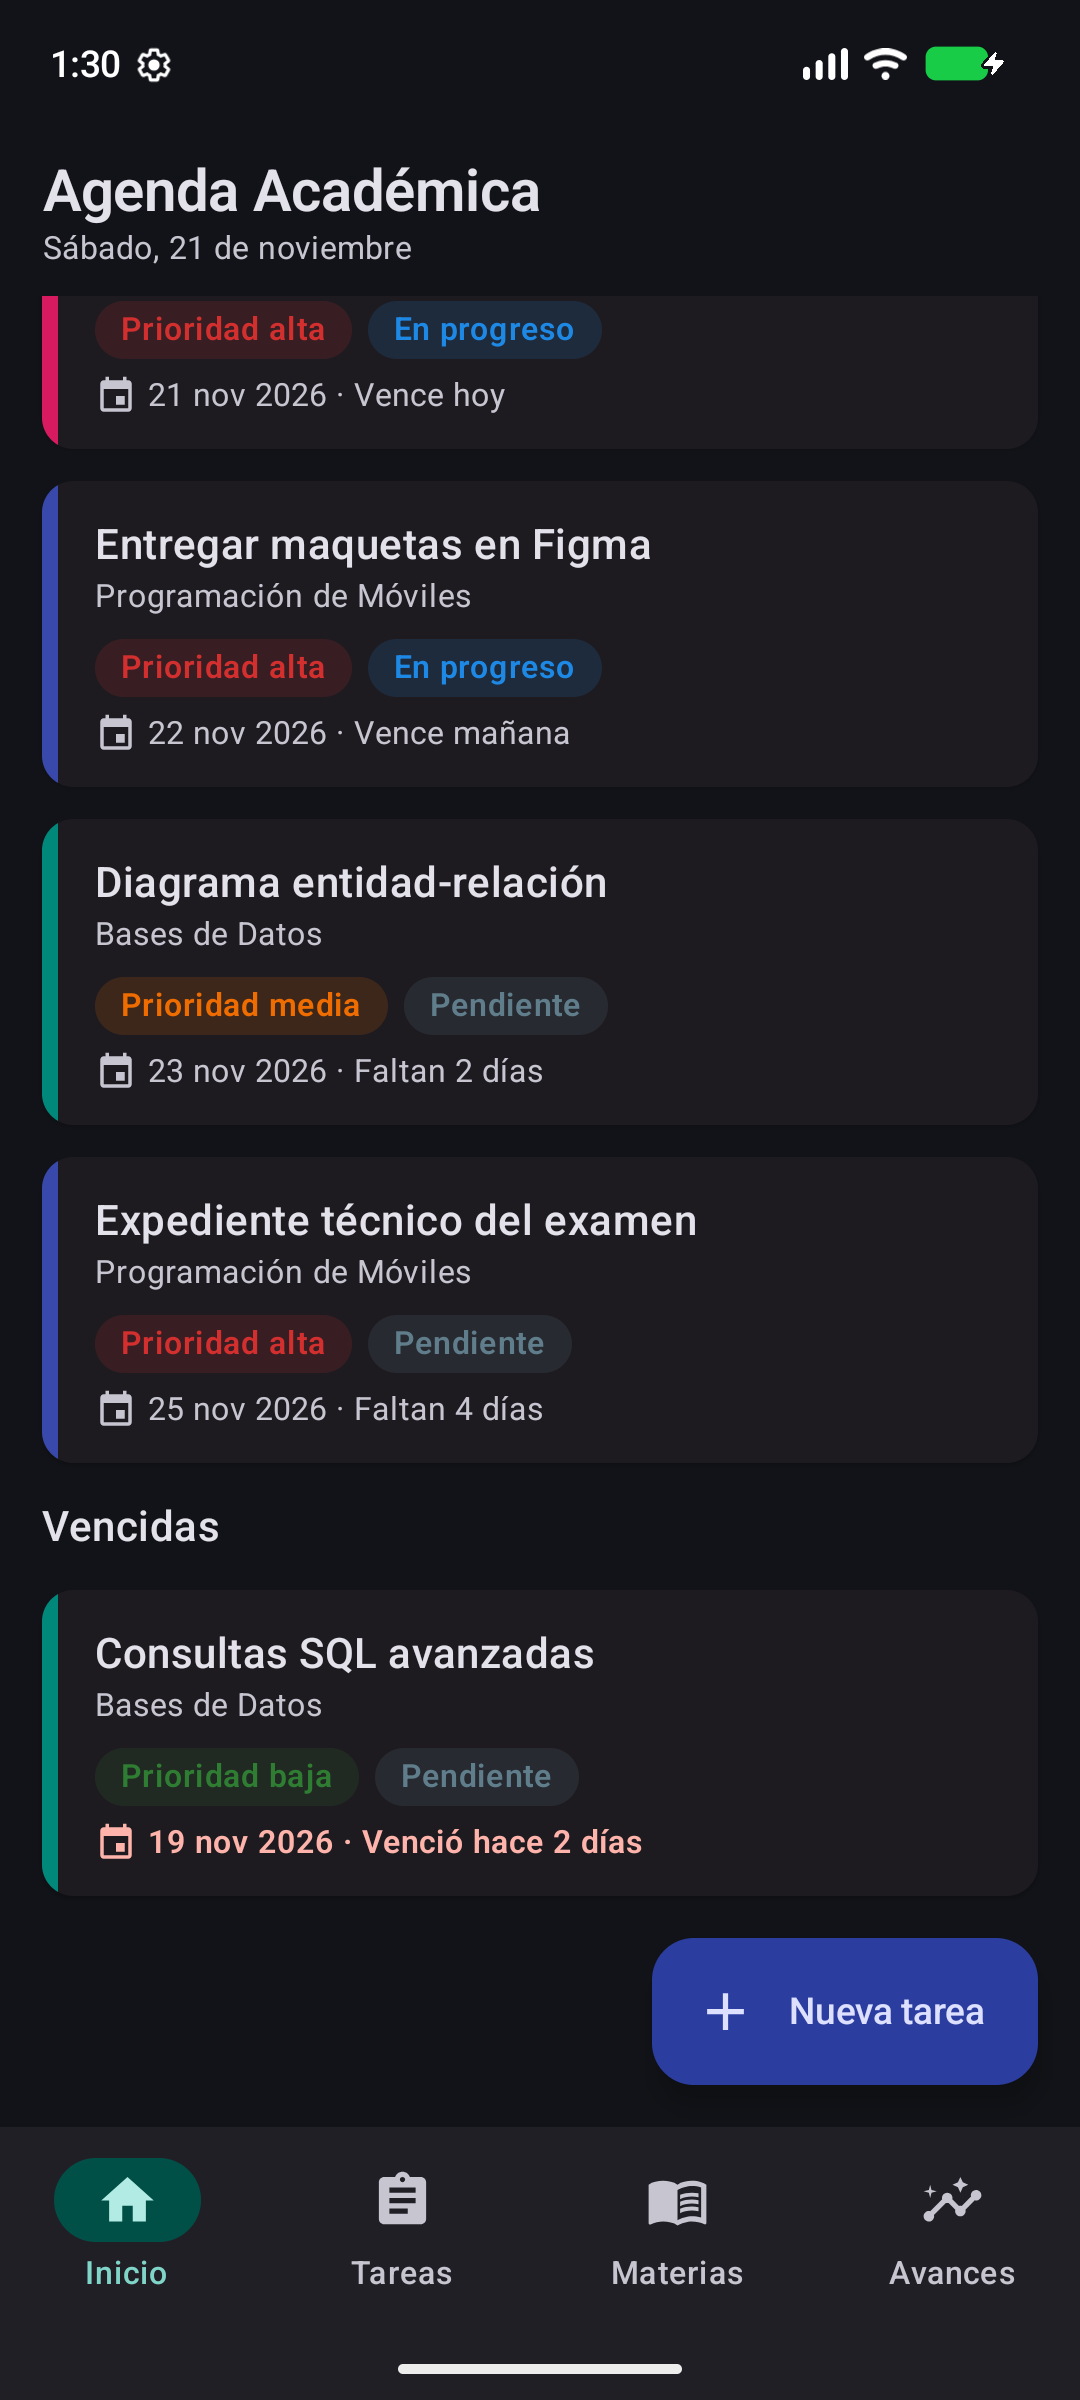 1:30
Agenda Académica
Sábado, 21 de noviembre
Prioridad alta En progreso
21 nov 2026 · Vence hoy
Entregar maquetas en Figma
Programación de Móviles
Prioridad alta En progreso
22 nov 2026 · Vence mañana
Diagrama entidad-relación
Bases de Datos
Prioridad media Pendiente
23 nov 2026 · Faltan 2 días
Expediente técnico del examen
Programación de Móviles
Prioridad alta Pendiente
25 nov 2026 · Faltan 4 días
Vencidas
Consultas SQL avanzadas
Bases de Datos
Prioridad baja Pendiente
19 nov 2026 · Venció hace 2 días
Nueva tarea
Inicio Tareas Materias Avances